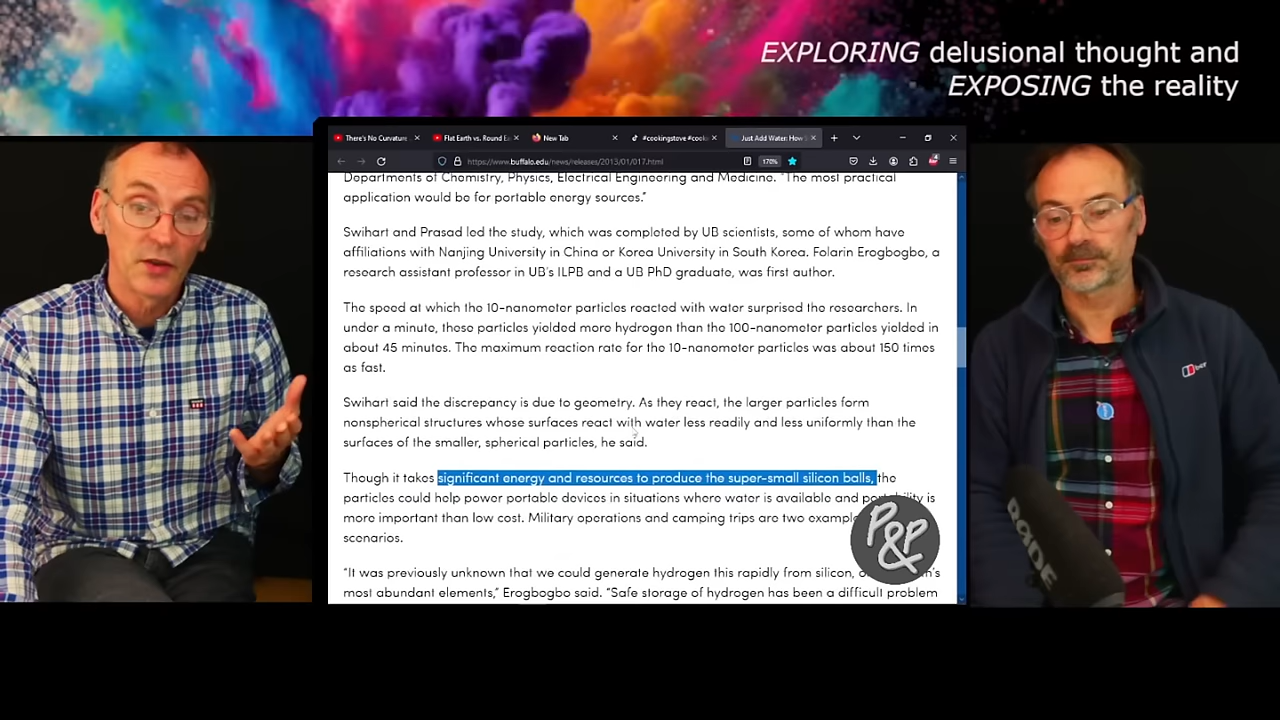 EXPLORING delusional thought and
EXPOSING the reality
There's No Curvature
Flat Earth vs. Round E
New Tab
#cookingstove #cook
Just Add Water: How
https://www.buffalo.edu/news/releases/2013/01/017.html
170%
Departments of Chemistry, Physics, Electrical Engineering and Medicine. "The most practical
application would be for portable energy sources."
Swihart and Prasad led the study, which was completed by UB scientists, some of whom have
affiliations with Nanjing University in China or Korea University in South Korea. Folarin Erogbogbo, a
research assistant professor in UB's ILPB and a UB PhD graduate, was first author.
The speed at which the 10-nanometer particles reacted with water surprised the researchers. In
under a minute, these particles yielded more hydrogen than the 100-nanometer particles yielded in
about 45 minutes. The maximum reaction rate for the 10-nanometer particles was about 150 times
as fast.
Swihart said the discrepancy is due to geometry. As they react, the larger particles form
nonspherical structures whose surfaces react with water less readily and less uniformly than the
surfaces of the smaller, spherical particles, he said.
Though it takes significant energy and resources to produce the super-small silicon balls, the
particles could help power portable devices in situations where water is available and portability is
more important than low cost. Military operations and camping trips are two example
scenarios.
"It was previously unknown that we could generate hydrogen this rapidly from silicon, o
most abundant elements," Erogbogbo said. "Safe storage of hydrogen has been a difficult problem
P&P
ber
RØDE